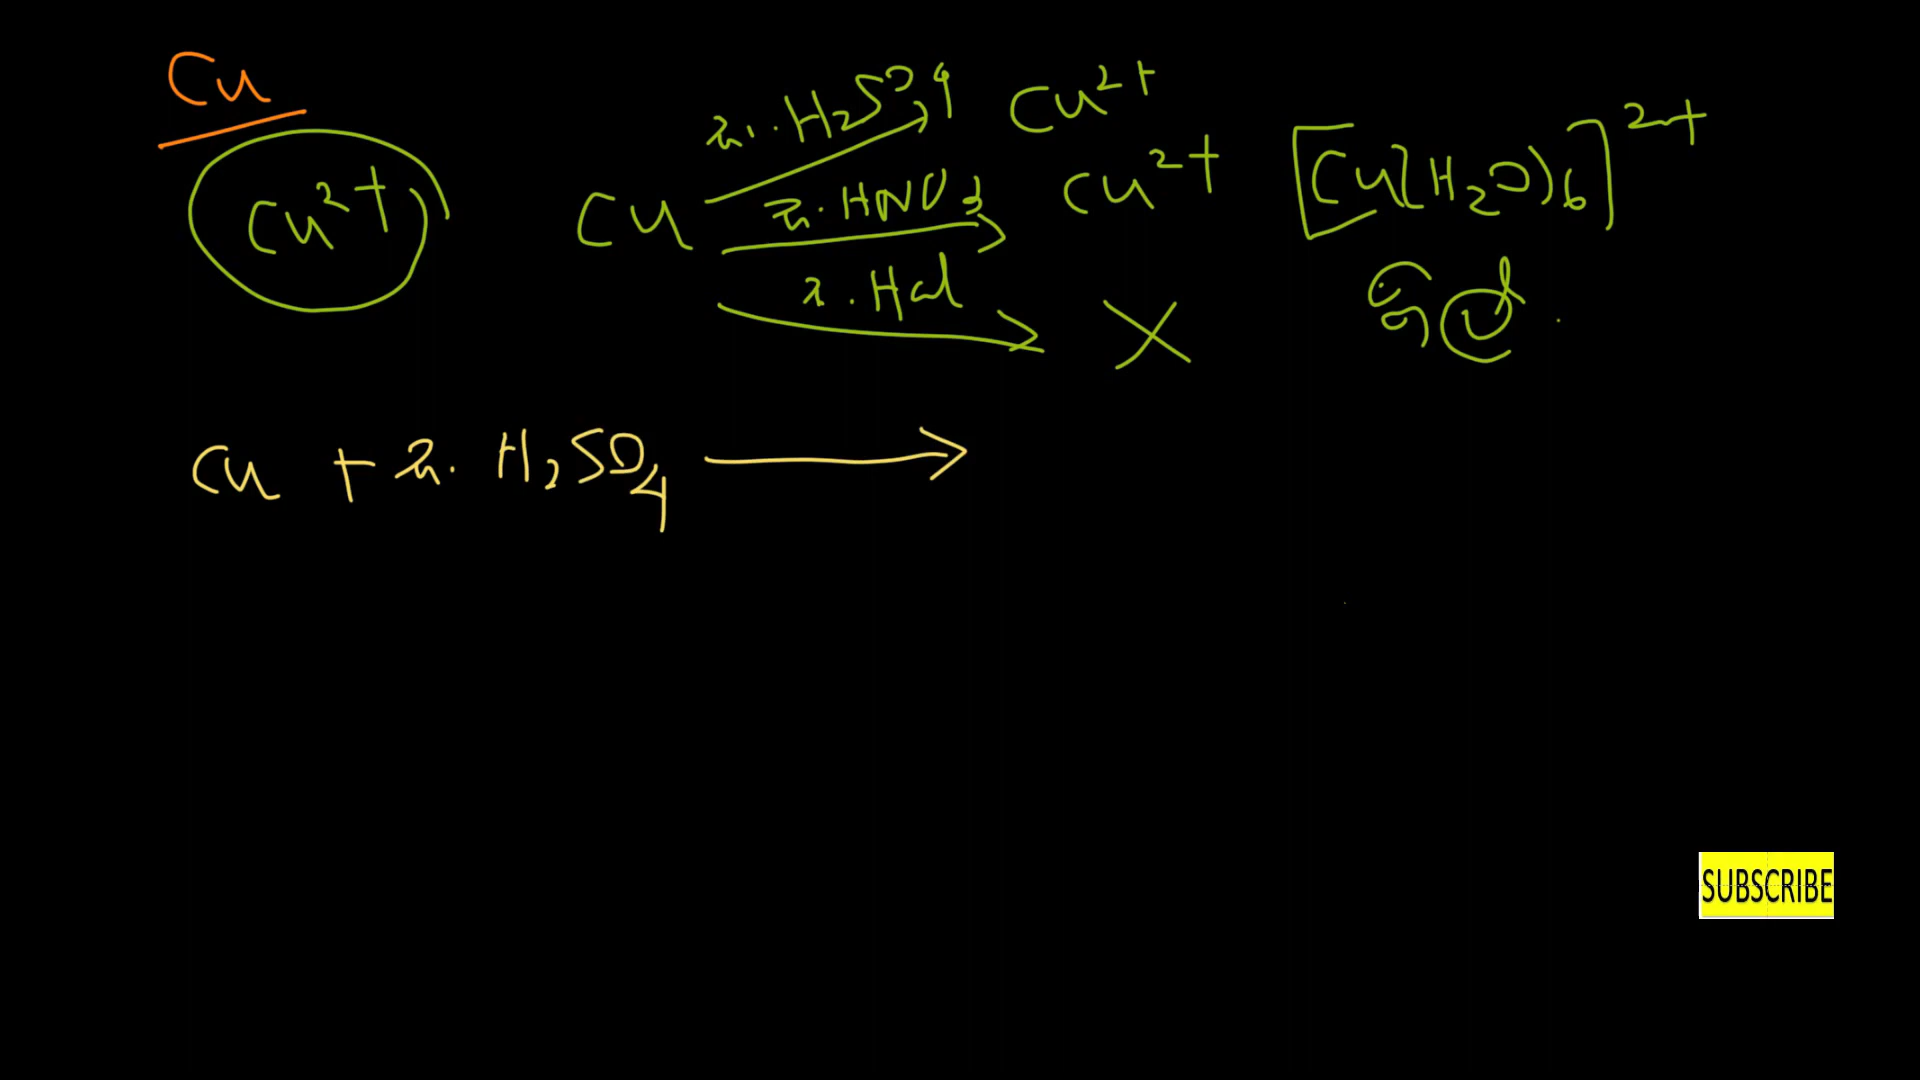 Cu
Cu²⁺
Cu
සා. H₂SO₄ Cu²⁺
සා. HNO₃ Cu²⁺ [Cu(H₂O)₆]²⁺
HCl X
Cu + සා. H₂SO₄ ⟶
SUBSCRIBE